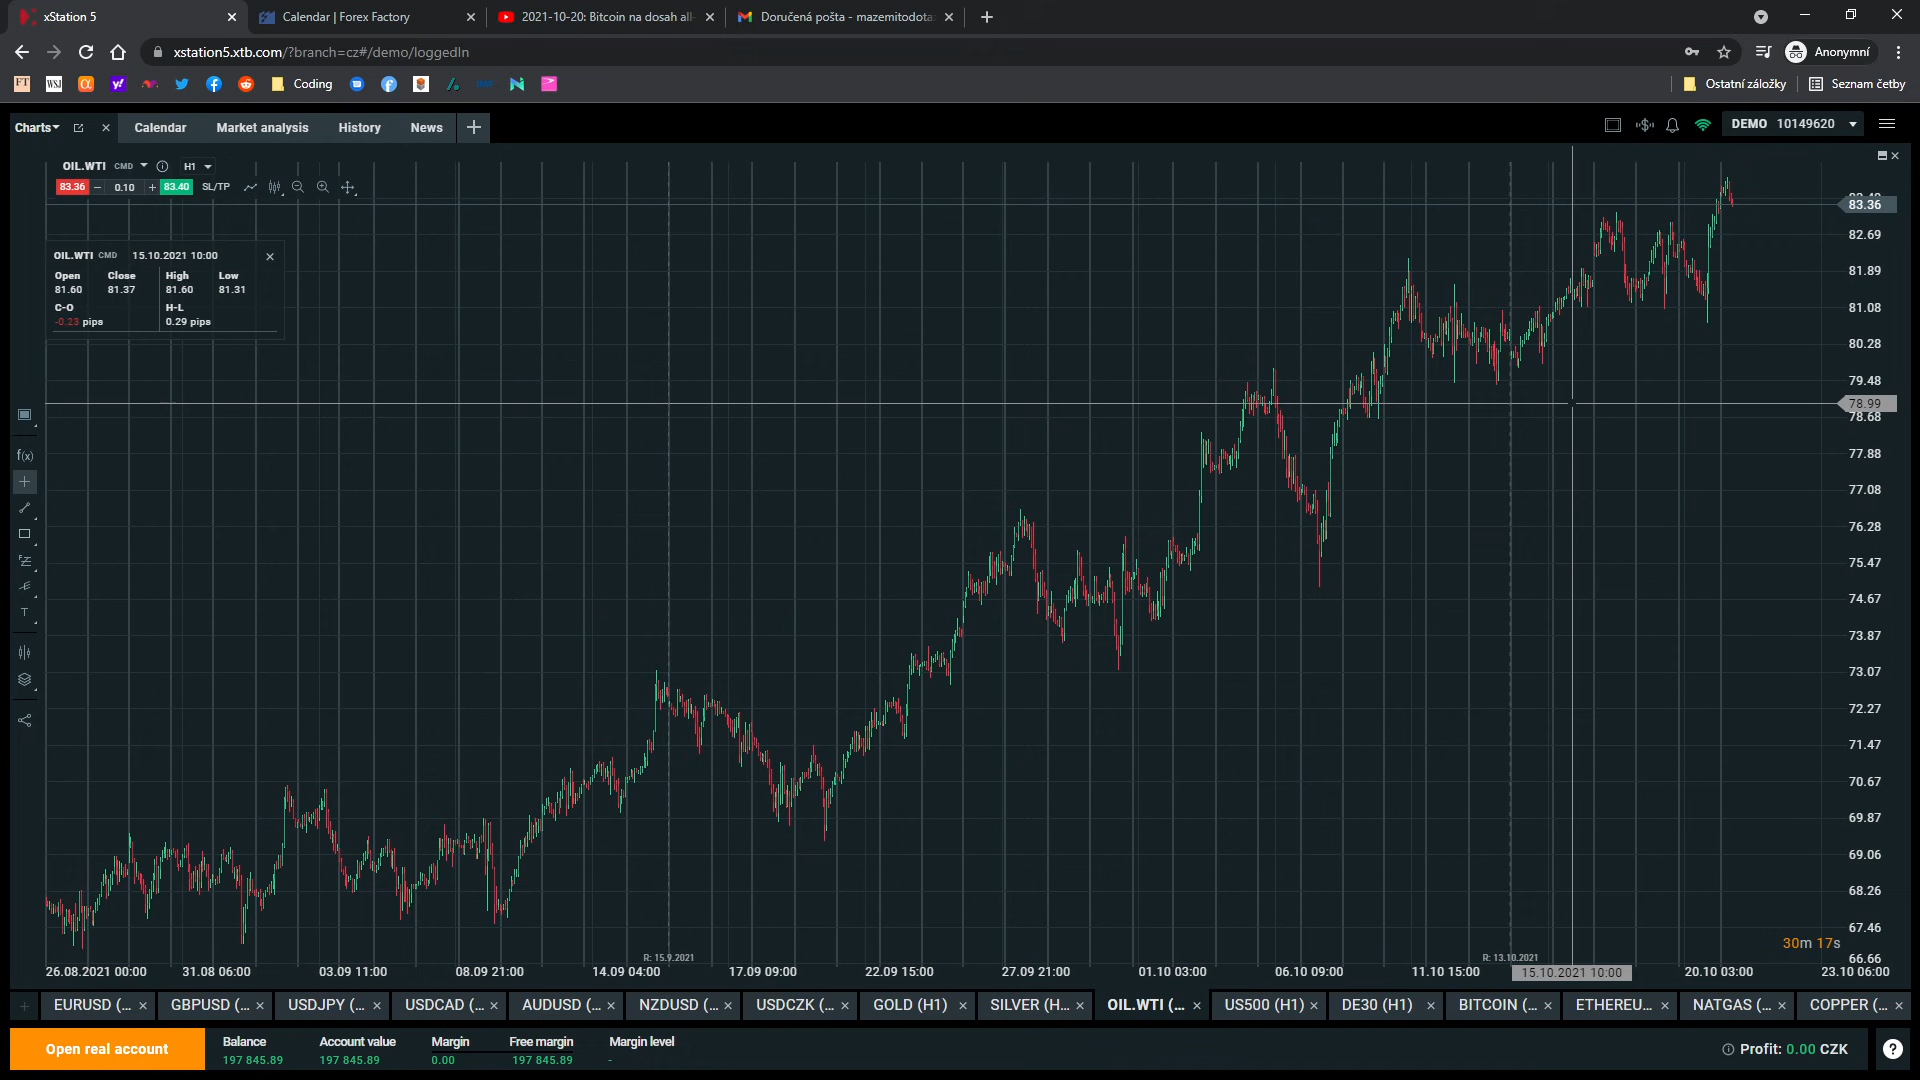 xStation 5
Calendar | Forex Factory
2021-10-20: Bitcoin na dosah all-
Doručená pošta - mazemitodota
xstation5.xtb.com/?branch=cz#/demo/loggedIn
Anonymní
FT
WSJ
Coding
Ostatní záložky
Seznam četby
Charts
Calendar
Market analysis
History
News
DEMO 10149620
OIL.WTI CMD H1
83.36 − 0.10 + 83.40 SL/TP
OIL.WTI CMD 15.10.2021 10:00
Open Close High Low
81.60 81.37 81.60 81.31
C-O H-L
-0.23 pips 0.29 pips
f(x)
T
83.36
82.69
81.89
81.08
80.28
79.48
78.99
78.68
77.88
77.08
76.28
75.47
74.67
73.87
73.07
72.27
71.47
70.67
69.87
69.06
68.26
67.46
66.66
30m 17s
R: 15.9.2021
R: 13.10.2021
26.08.2021 00:00
31.08 06:00
03.09 11:00
08.09 21:00
14.09 04:00
17.09 09:00
22.09 15:00
27.09 21:00
01.10 03:00
06.10 09:00
11.10 15:00
15.10.2021 10:00
20.10 03:00
23.10 06:00
EURUSD (...
GBPUSD (...
USDJPY (...
USDCAD (...
AUDUSD (...
NZDUSD (...
USDCZK (...
GOLD (H1)
SILVER (H...
OIL.WTI (...
US500 (H1)
DE30 (H1)
BITCOIN (...
ETHEREU...
NATGAS (...
COPPER (...
Open real account
Balance Account value Margin Free margin Margin level
197 845.89 197 845.89 0.00 197 845.89 -
Profit: 0.00 CZK
?